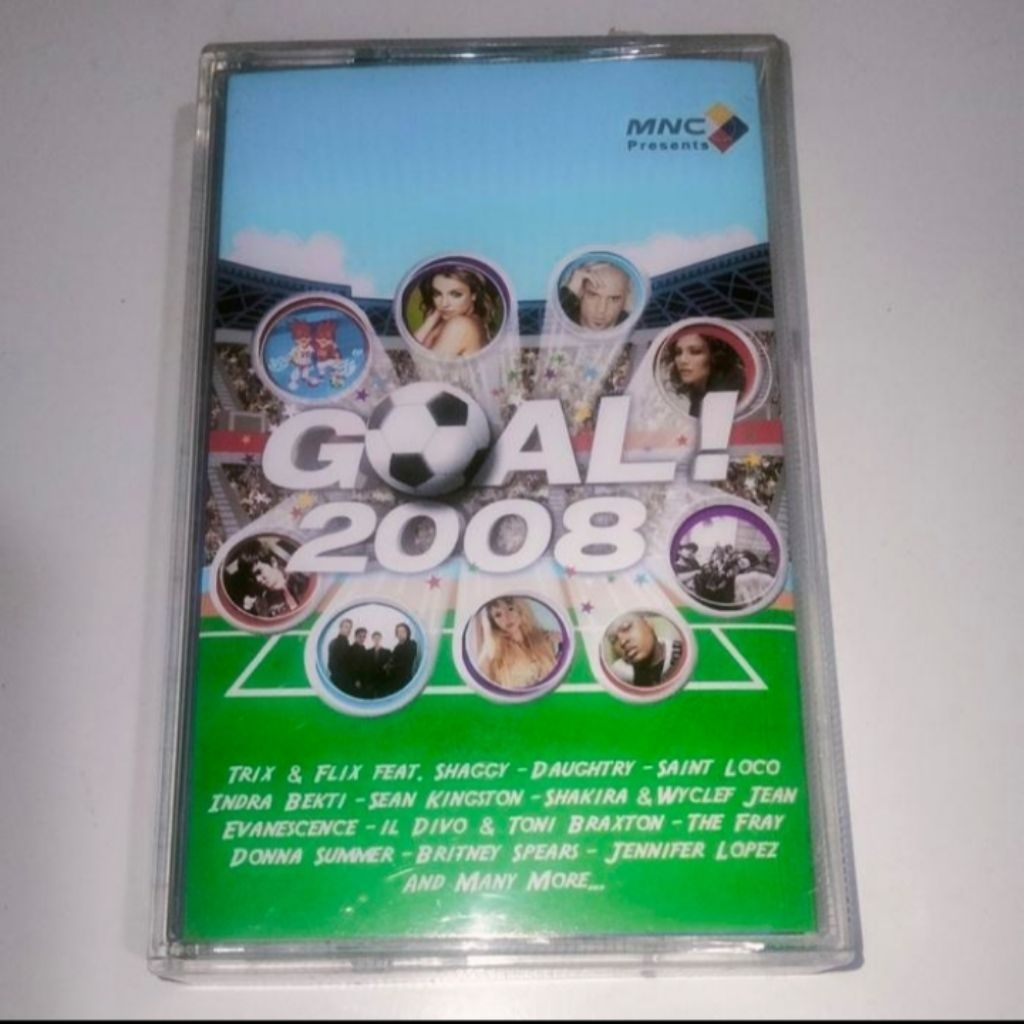 MNC
Presents
GOAL!
2008
TRIX & FLIX FEAT. SHAGGY - DAUGHTRY - SAINT LOCO
INDRA BEKTI - SEAN KINGSTON - SHAKIRA & WYCLEF JEAN
EVANESCENCE - IL DIVO & TONI BRAXTON - THE FRAY
DONNA SUMMER - BRITNEY SPEARS - JENNIFER LOPEZ
AND MANY MORE...